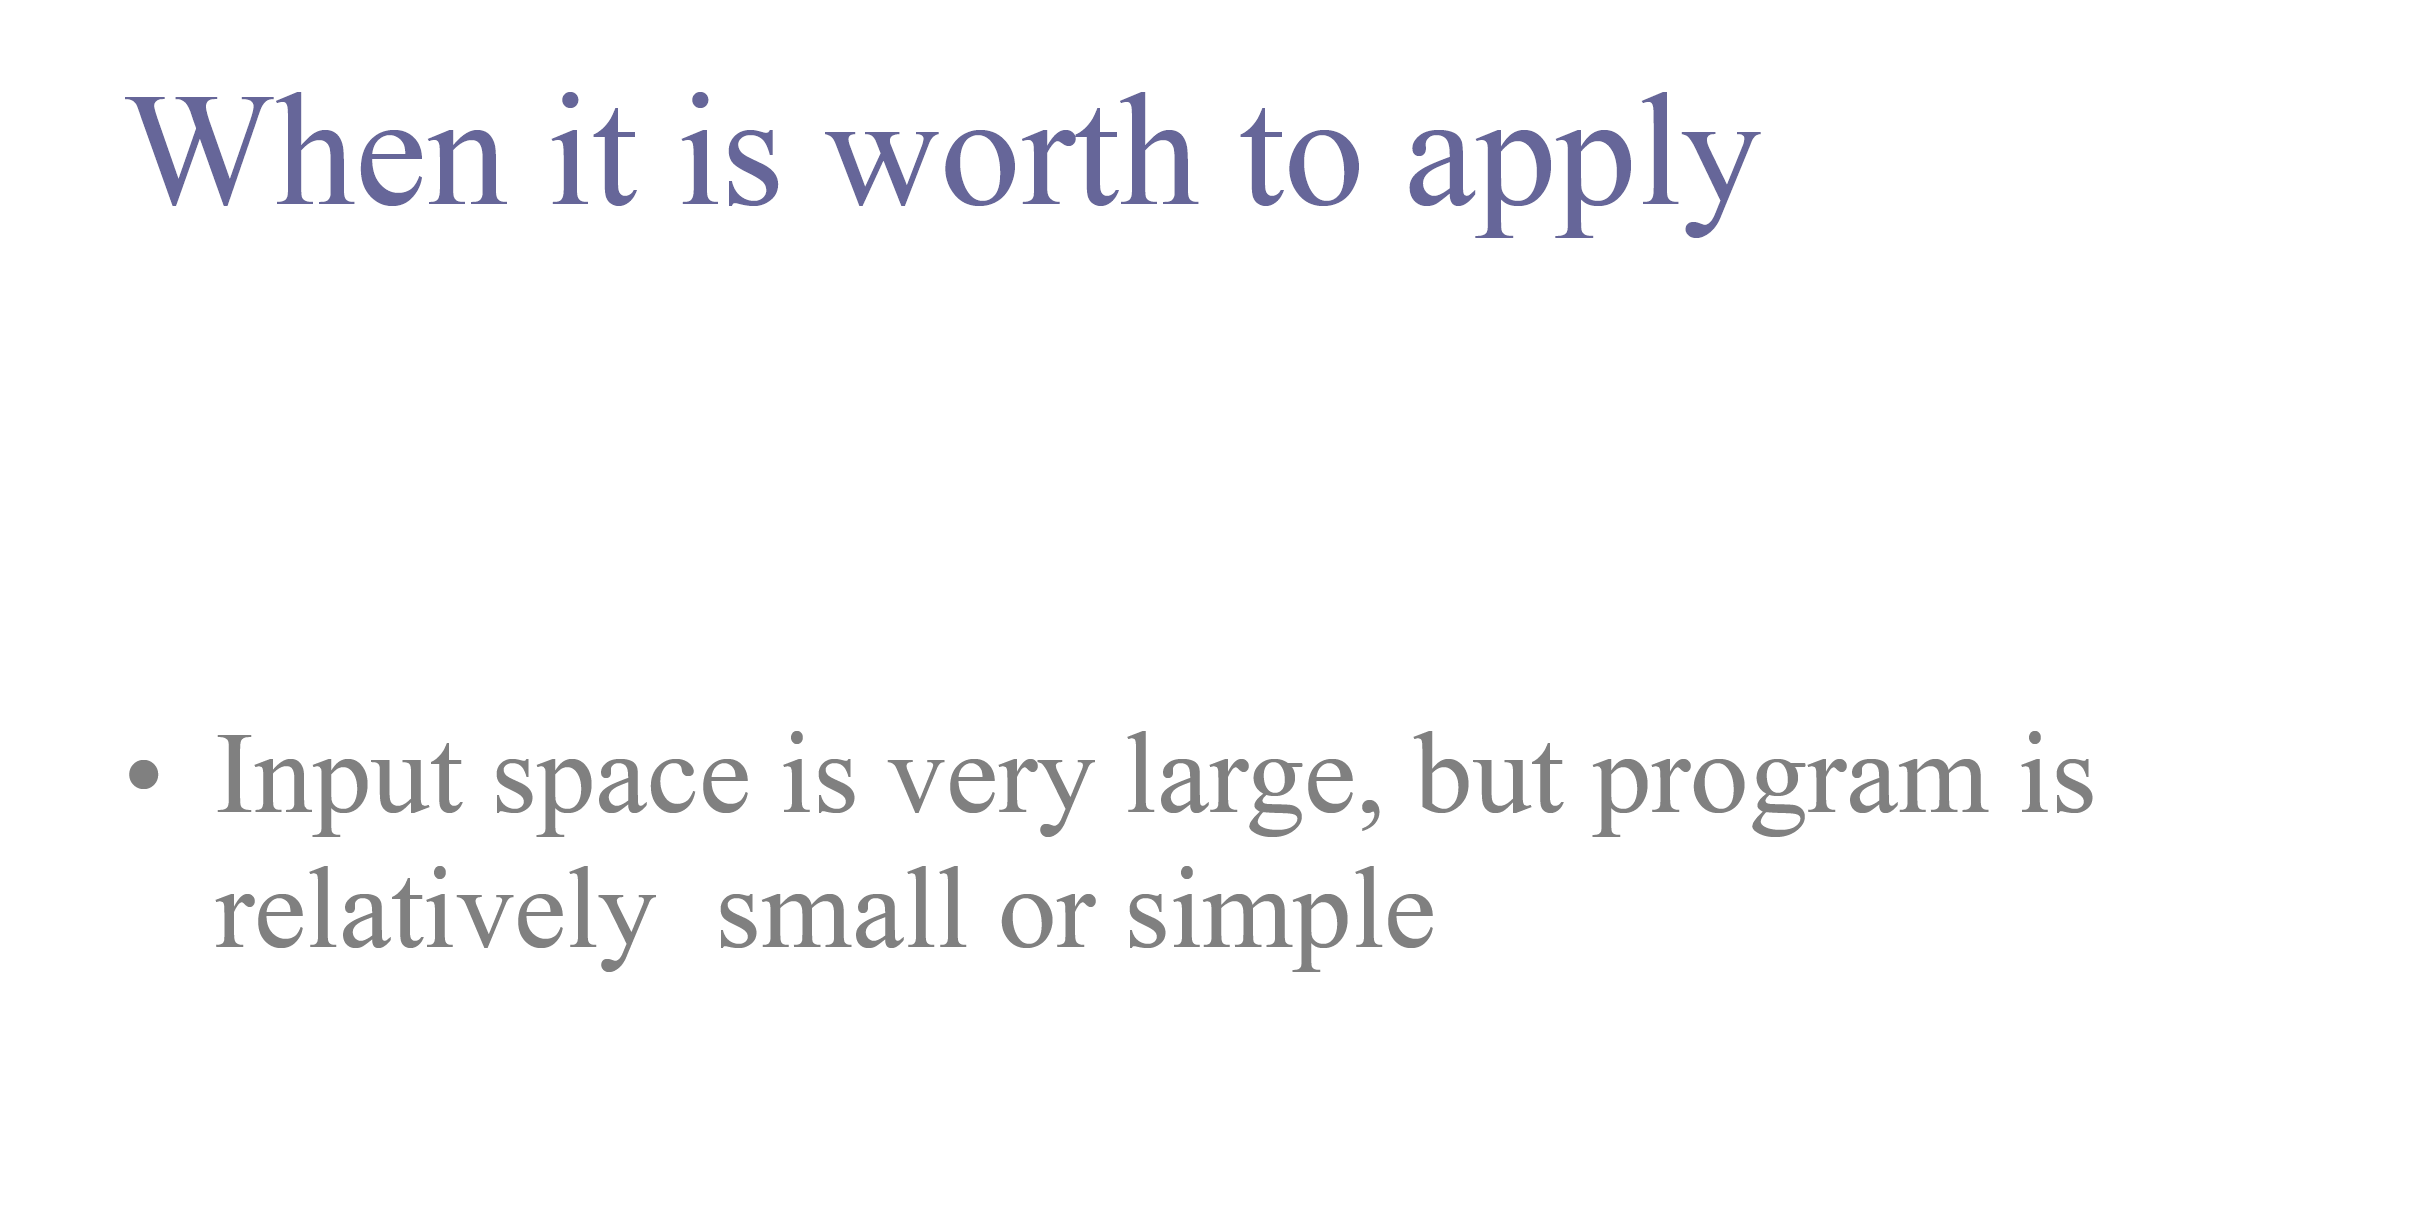 When it is worth to apply
• Input space is very large, but program is
relatively  small or simple